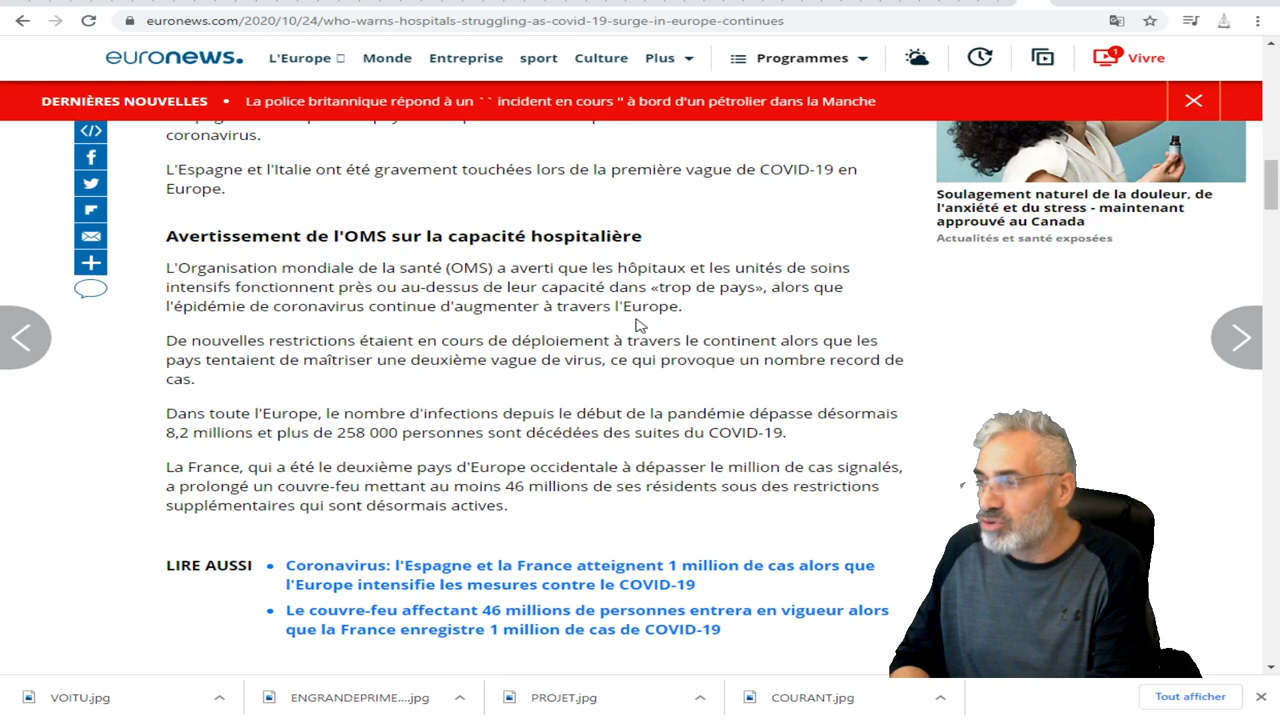 euronews.com/2020/10/24/who-warns-hospitals-struggling-as-covid-19-surge-in-europe-continues
euronews.
L'Europe
Monde
Entreprise
sport
Culture
Plus
Programmes
1
Vivre
DERNIÈRES NOUVELLES • La police britannique répond à un `` incident en cours " à bord d'un pétrolier dans la Manche
coronavirus.
L'Espagne et l'Italie ont été gravement touchées lors de la première vague de COVID-19 en
Europe.
Avertissement de l'OMS sur la capacité hospitalière
L'Organisation mondiale de la santé (OMS) a averti que les hôpitaux et les unités de soins
intensifs fonctionnent près ou au-dessus de leur capacité dans «trop de pays», alors que
l'épidémie de coronavirus continue d'augmenter à travers l'Europe.
De nouvelles restrictions étaient en cours de déploiement à travers le continent alors que les
pays tentaient de maîtriser une deuxième vague de virus, ce qui provoque un nombre record de
cas.
Dans toute l'Europe, le nombre d'infections depuis le début de la pandémie dépasse désormais
8,2 millions et plus de 258 000 personnes sont décédées des suites du COVID-19.
La France, qui a été le deuxième pays d'Europe occidentale à dépasser le million de cas signalés,
a prolongé un couvre-feu mettant au moins 46 millions de ses résidents sous des restrictions
supplémentaires qui sont désormais actives.
LIRE AUSSI
• Coronavirus: l'Espagne et la France atteignent 1 million de cas alors que
l'Europe intensifie les mesures contre le COVID-19
• Le couvre-feu affectant 46 millions de personnes entrera en vigueur alors
que la France enregistre 1 million de cas de COVID-19
Soulagement naturel de la douleur, de
l'anxiété et du stress - maintenant
approuvé au Canada
Actualités et santé exposées
VOITU.jpg
ENGRANDEPRIME....jpg
PROJET.jpg
COURANT.jpg
Tout afficher